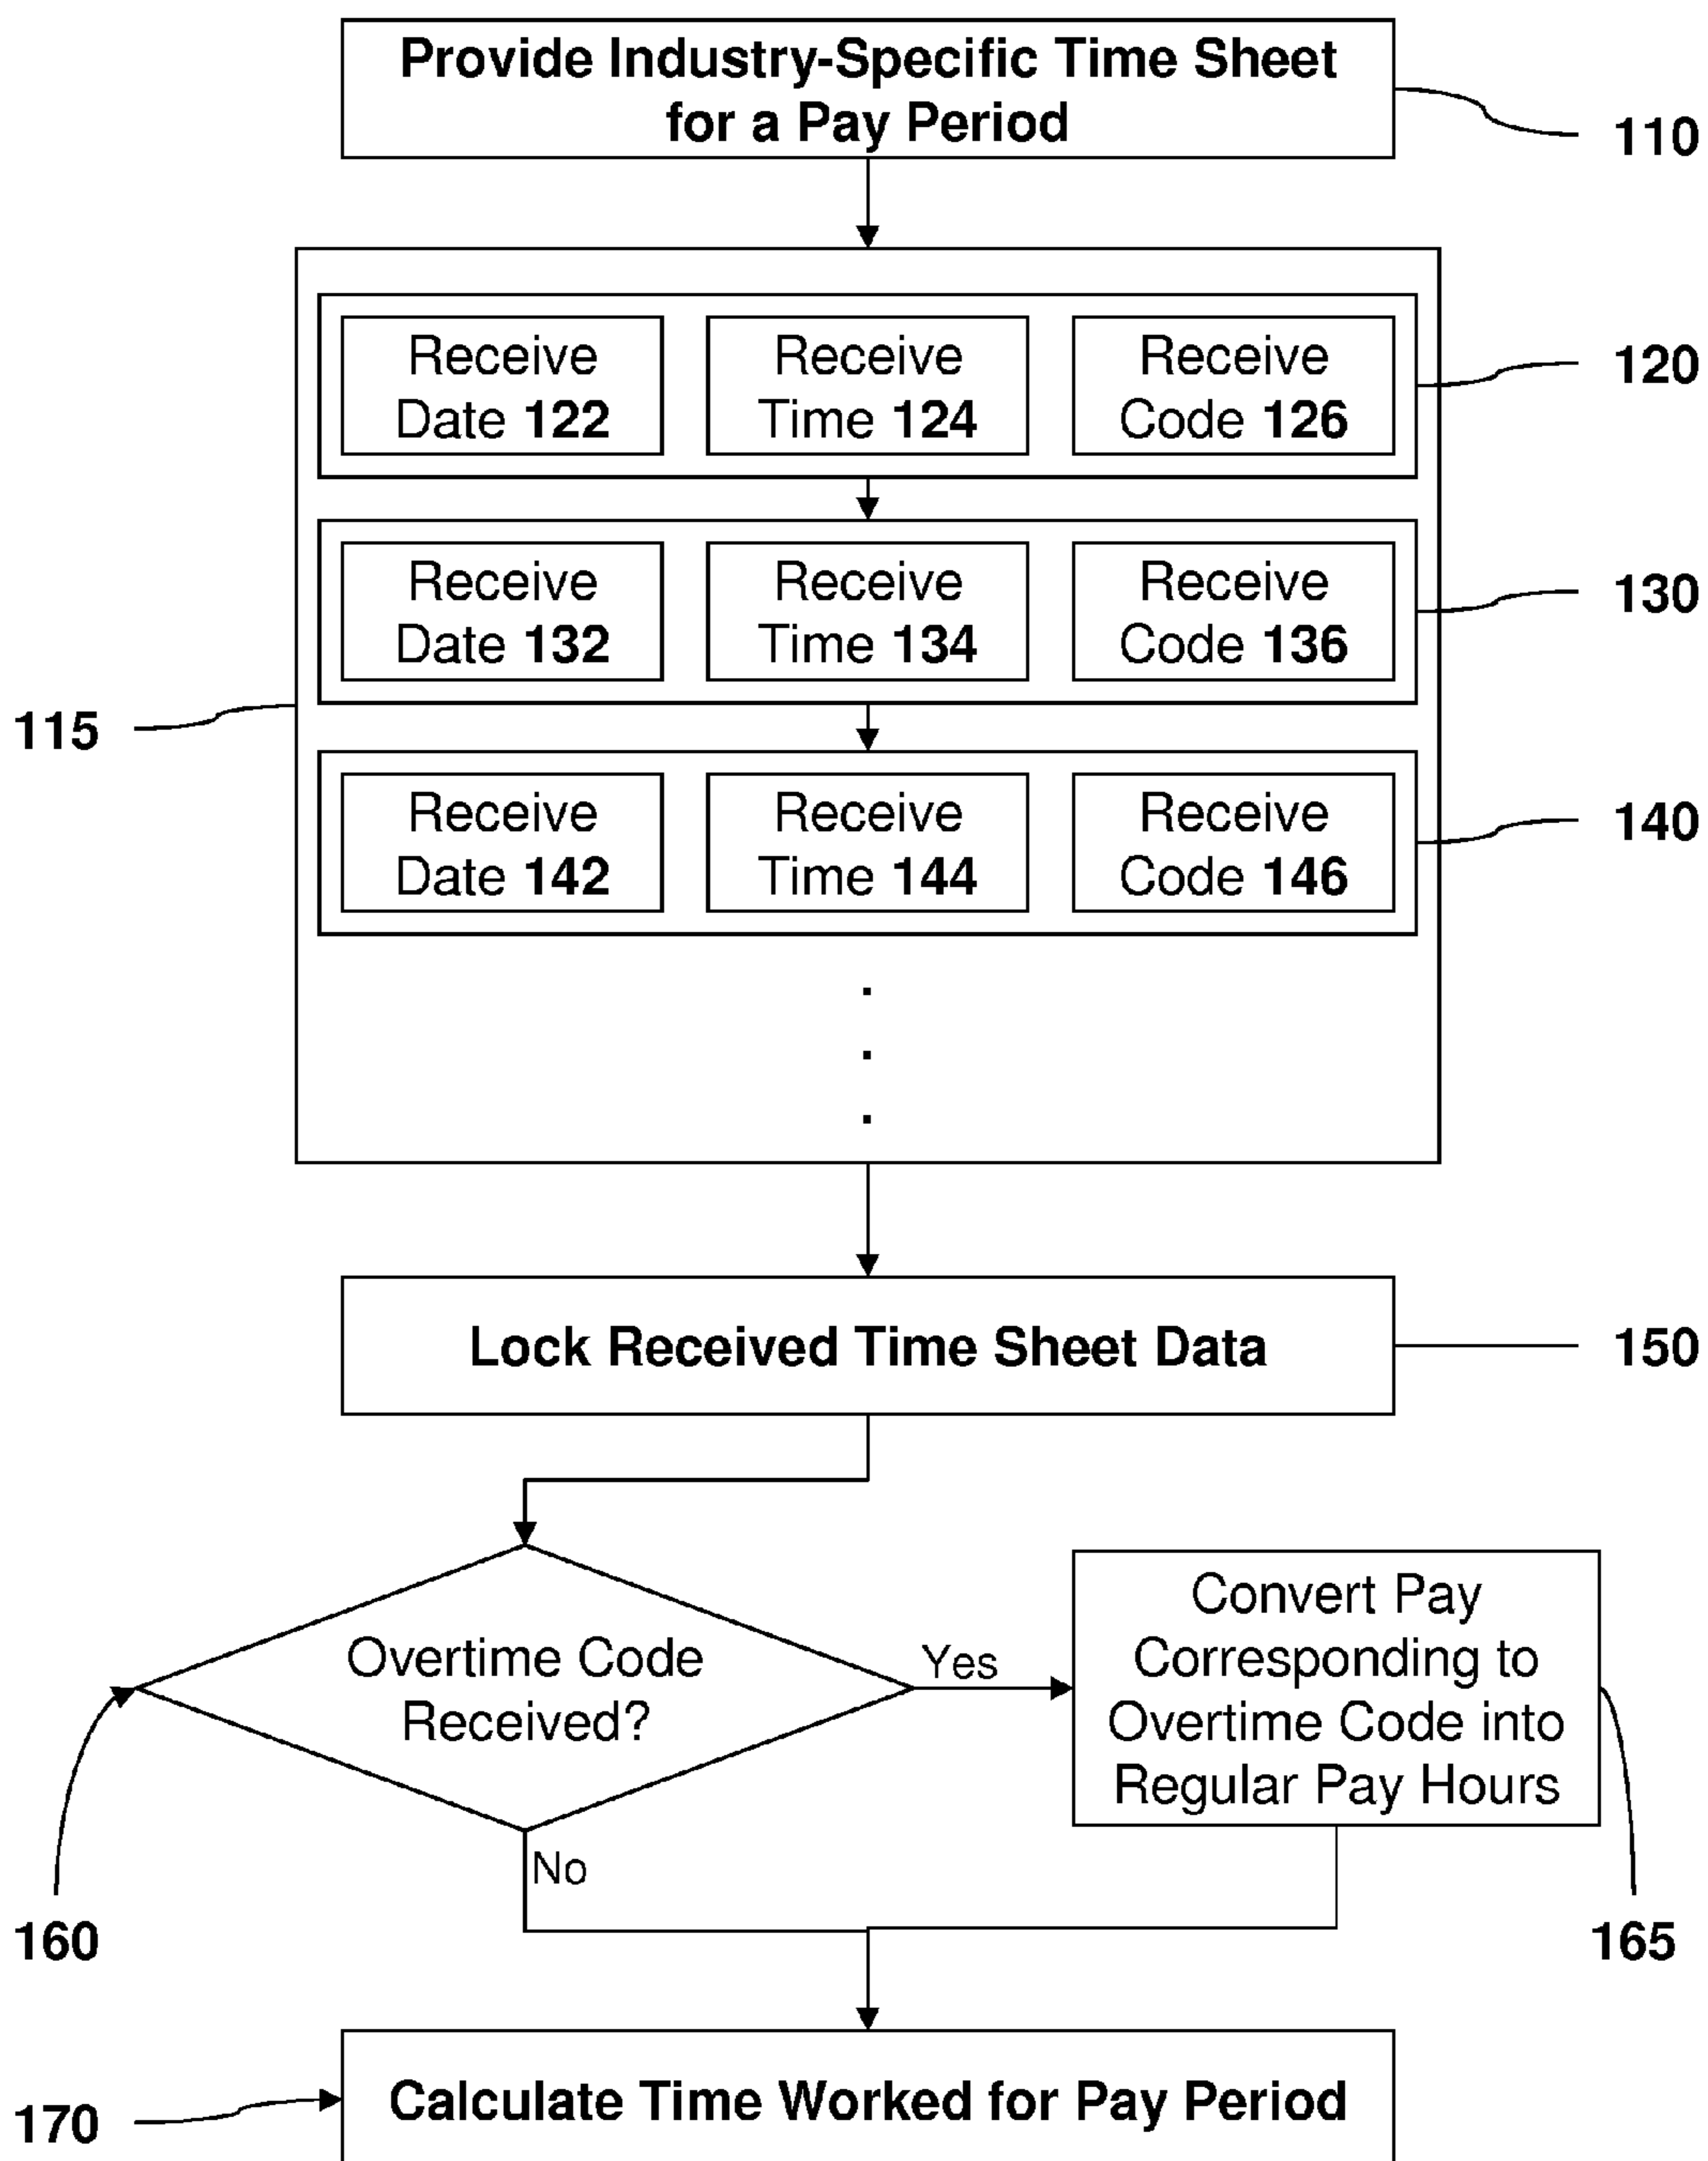 Provide Industry-Specific Time Sheet
for a Pay Period
110
Receive
Date 122
Receive
Time 124
Receive
Code 126
120
Receive
Date 132
Receive
Time 134
Receive
Code 136
130
115
Receive
Date 142
Receive
Time 144
Receive
Code 146
140
.
.
.
Lock Received Time Sheet Data
150
Overtime Code
Received?
Yes
Convert Pay
Corresponding to
Overtime Code into
Regular Pay Hours
No
160
165
Calculate Time Worked for Pay Period
170